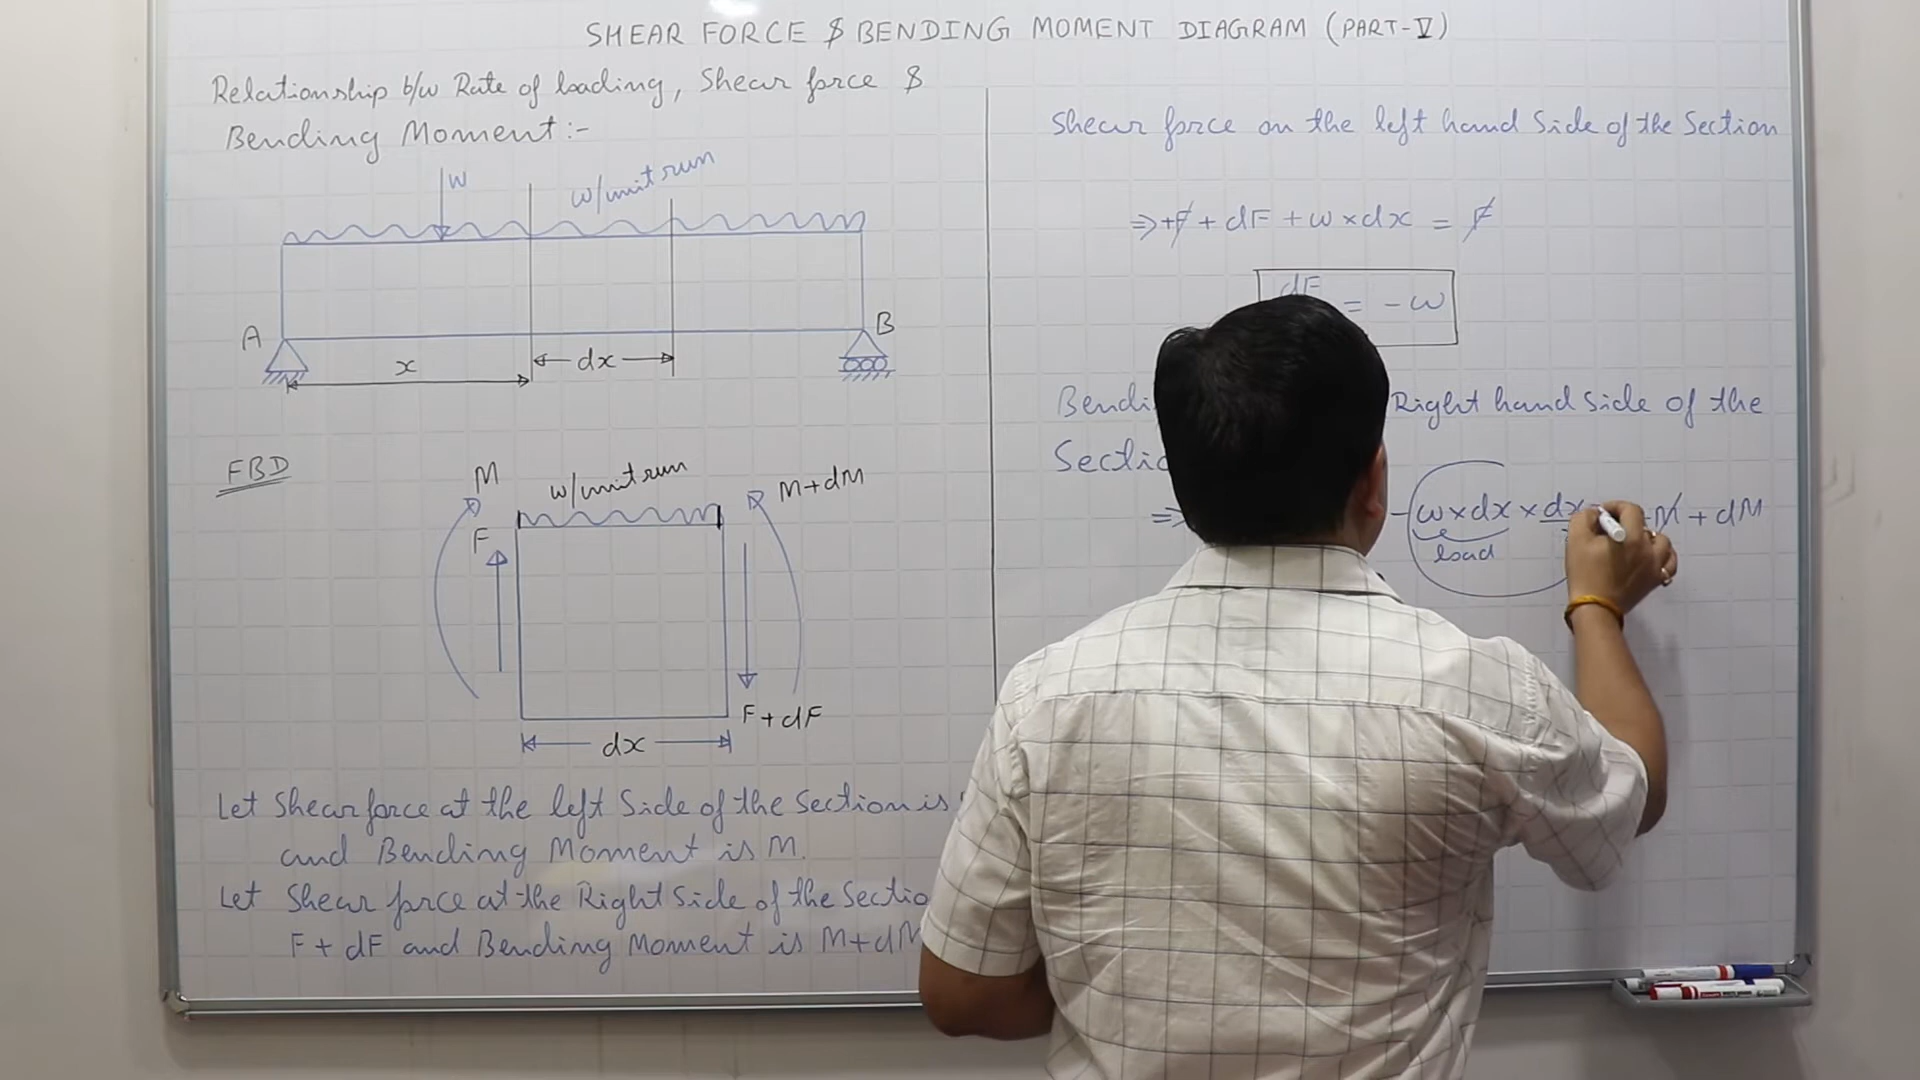 SHEAR FORCE & BENDING MOMENT DIAGRAM (PART-V)
Relationship b/w Rate of loading, Shear force &
Bending Moment:-
W
w/unit run
A
B
x
dx
FBD
M
w/unit run
M+dM
F
F+dF
dx
Let Shear force at the left Side of the Section is
and Bending Moment is M.
Let Shear force at the Right Side of the
F + dF and Bending Moment is M+dM
Shear force on the left hand Side of the Section
⇒ +F + dF + w×dx = F
dF = -w
Right hand Side of the
⇒ - w×dx × dx M + dM
load